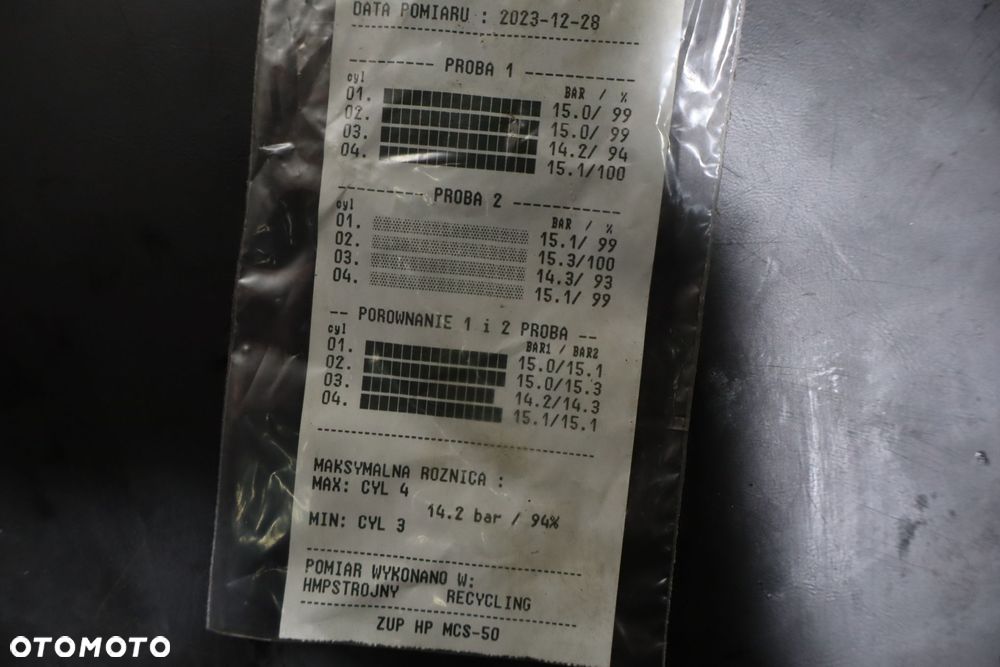 DATA POMIARU : 2023-12-28
PROBA 1
cyl BAR / %
01. 15.0/ 99
02. 15.0/ 99
03. 14.2/ 94
04. 15.1/100
PROBA 2
cyl BAR / %
01. 15.1/ 99
02. 15.3/100
03. 14.3/ 93
04. 15.1/ 99
-- POROWNANIE 1 i 2 PROBA --
cyl BAR1 / BAR2
01. 15.0/15.1
02. 15.0/15.3
03. 14.2/14.3
04. 15.1/15.1
MAKSYMALNA ROZNICA :
MAX: CYL 4
14.2 bar / 94%
MIN: CYL 3
POMIAR WYKONANO W:
HMPSTROJNY RECYCLING
ZUP HP MCS-50
OTOMOTO